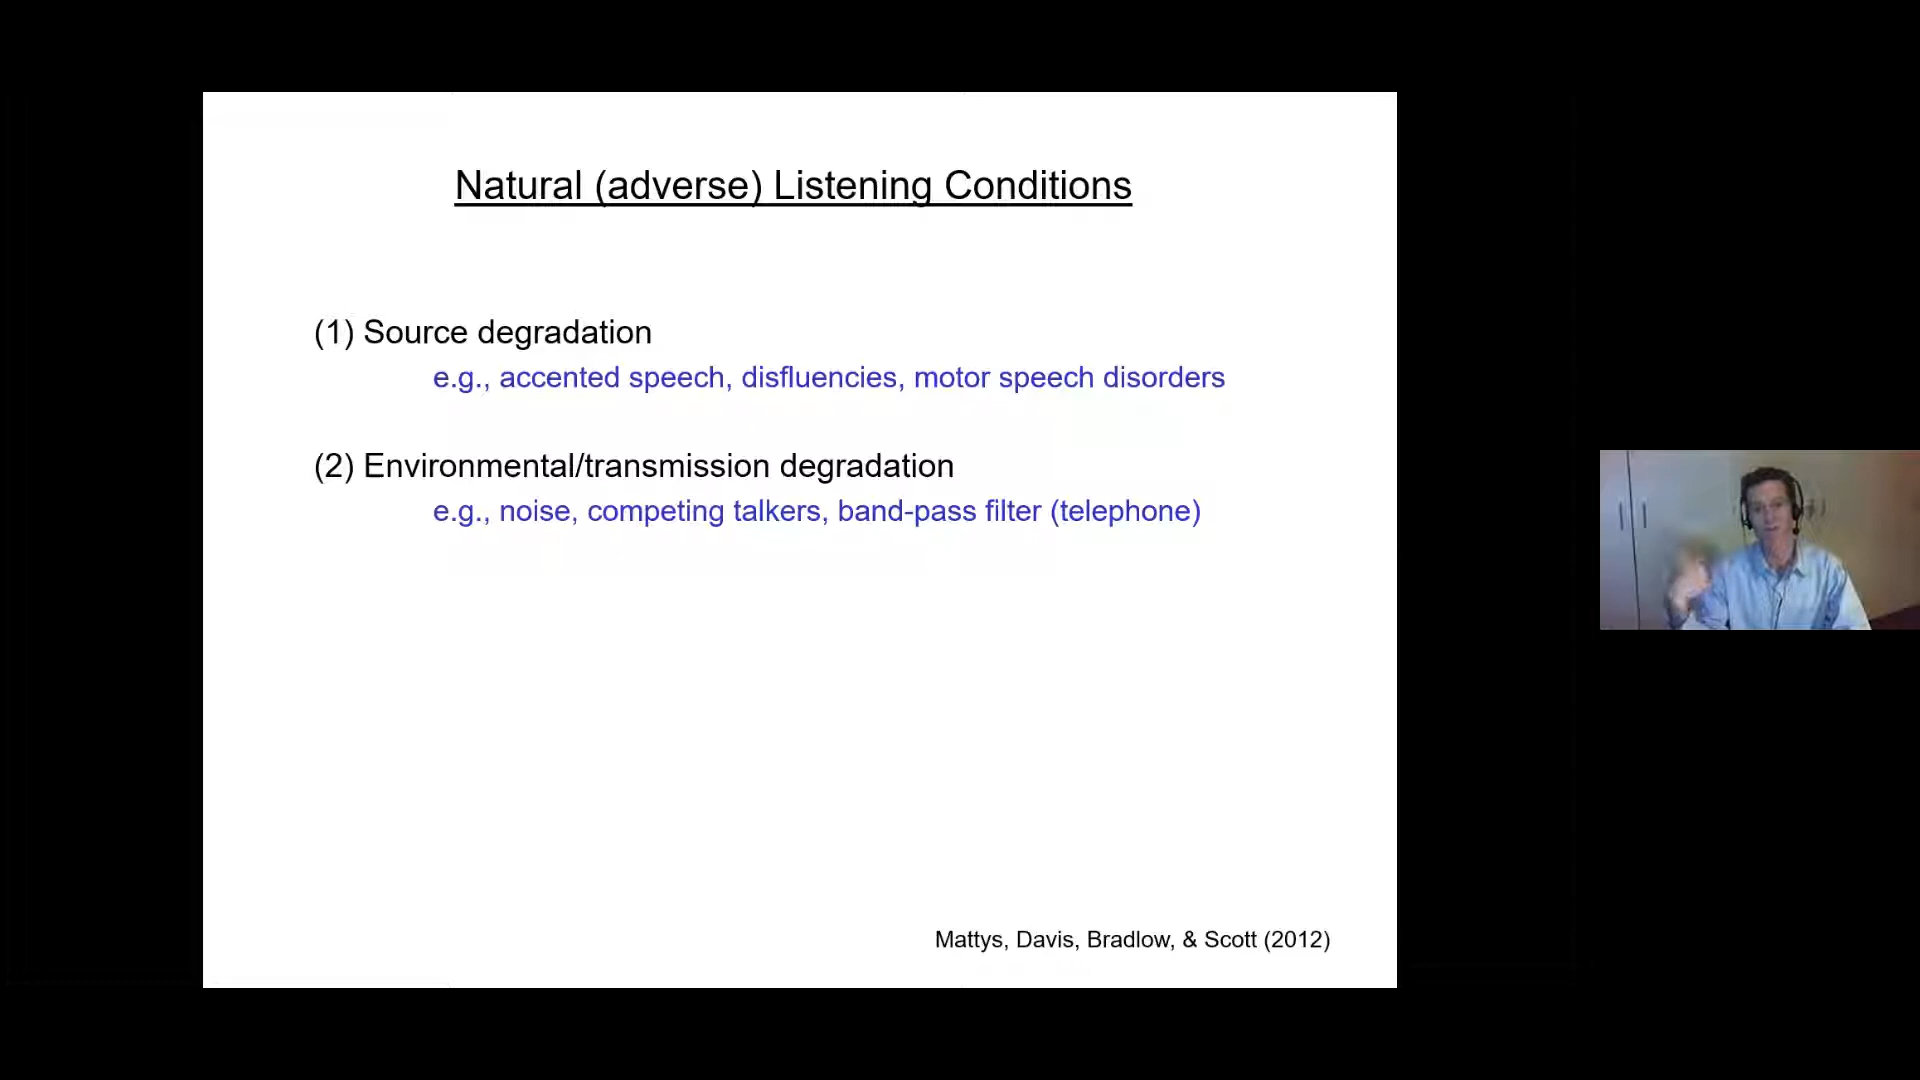 Natural (adverse) Listening Conditions
(1) Source degradation
e.g., accented speech, disfluencies, motor speech disorders
(2) Environmental/transmission degradation
e.g., noise, competing talkers, band-pass filter (telephone)
Mattys, Davis, Bradlow, & Scott (2012)